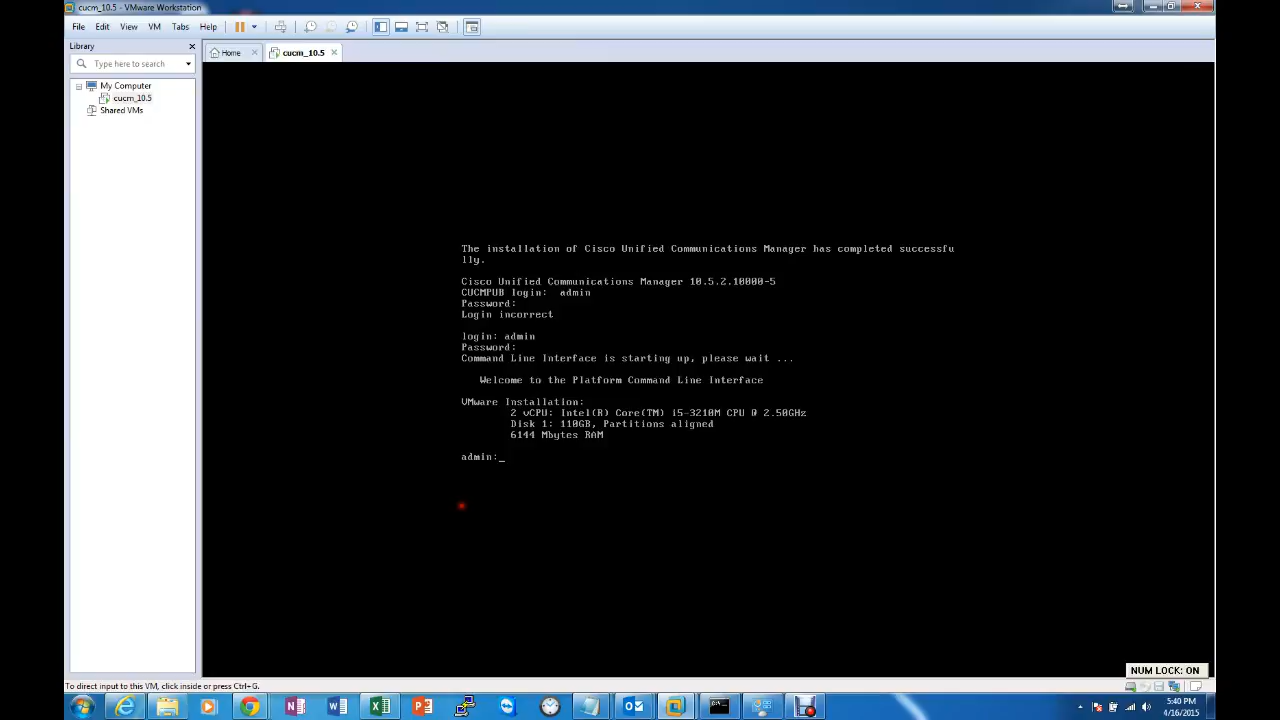 cucm_10.5 - VMware Workstation
File Edit View VM Tabs Help
Library
Home
cucm_10.5
Type here to search
My Computer
cucm_10.5
Shared VMs
The installation of Cisco Unified Communications Manager has completed successfu
lly.
Cisco Unified Communications Manager 10.5.2.10000-5
CUCMPUB login:  admin
Password:
Login incorrect
login: admin
Password:
Command Line Interface is starting up, please wait ...
Welcome to the Platform Command Line Interface
VMware Installation:
2 vCPU: Intel(R) Core(TM) i5-3210M CPU @ 2.50GHz
Disk 1: 110GB, Partitions aligned
6144 Mbytes RAM
admin:_
NUM LOCK: ON
To direct input to this VM, click inside or press Ctrl+G.
5:40 PM
4/16/2015